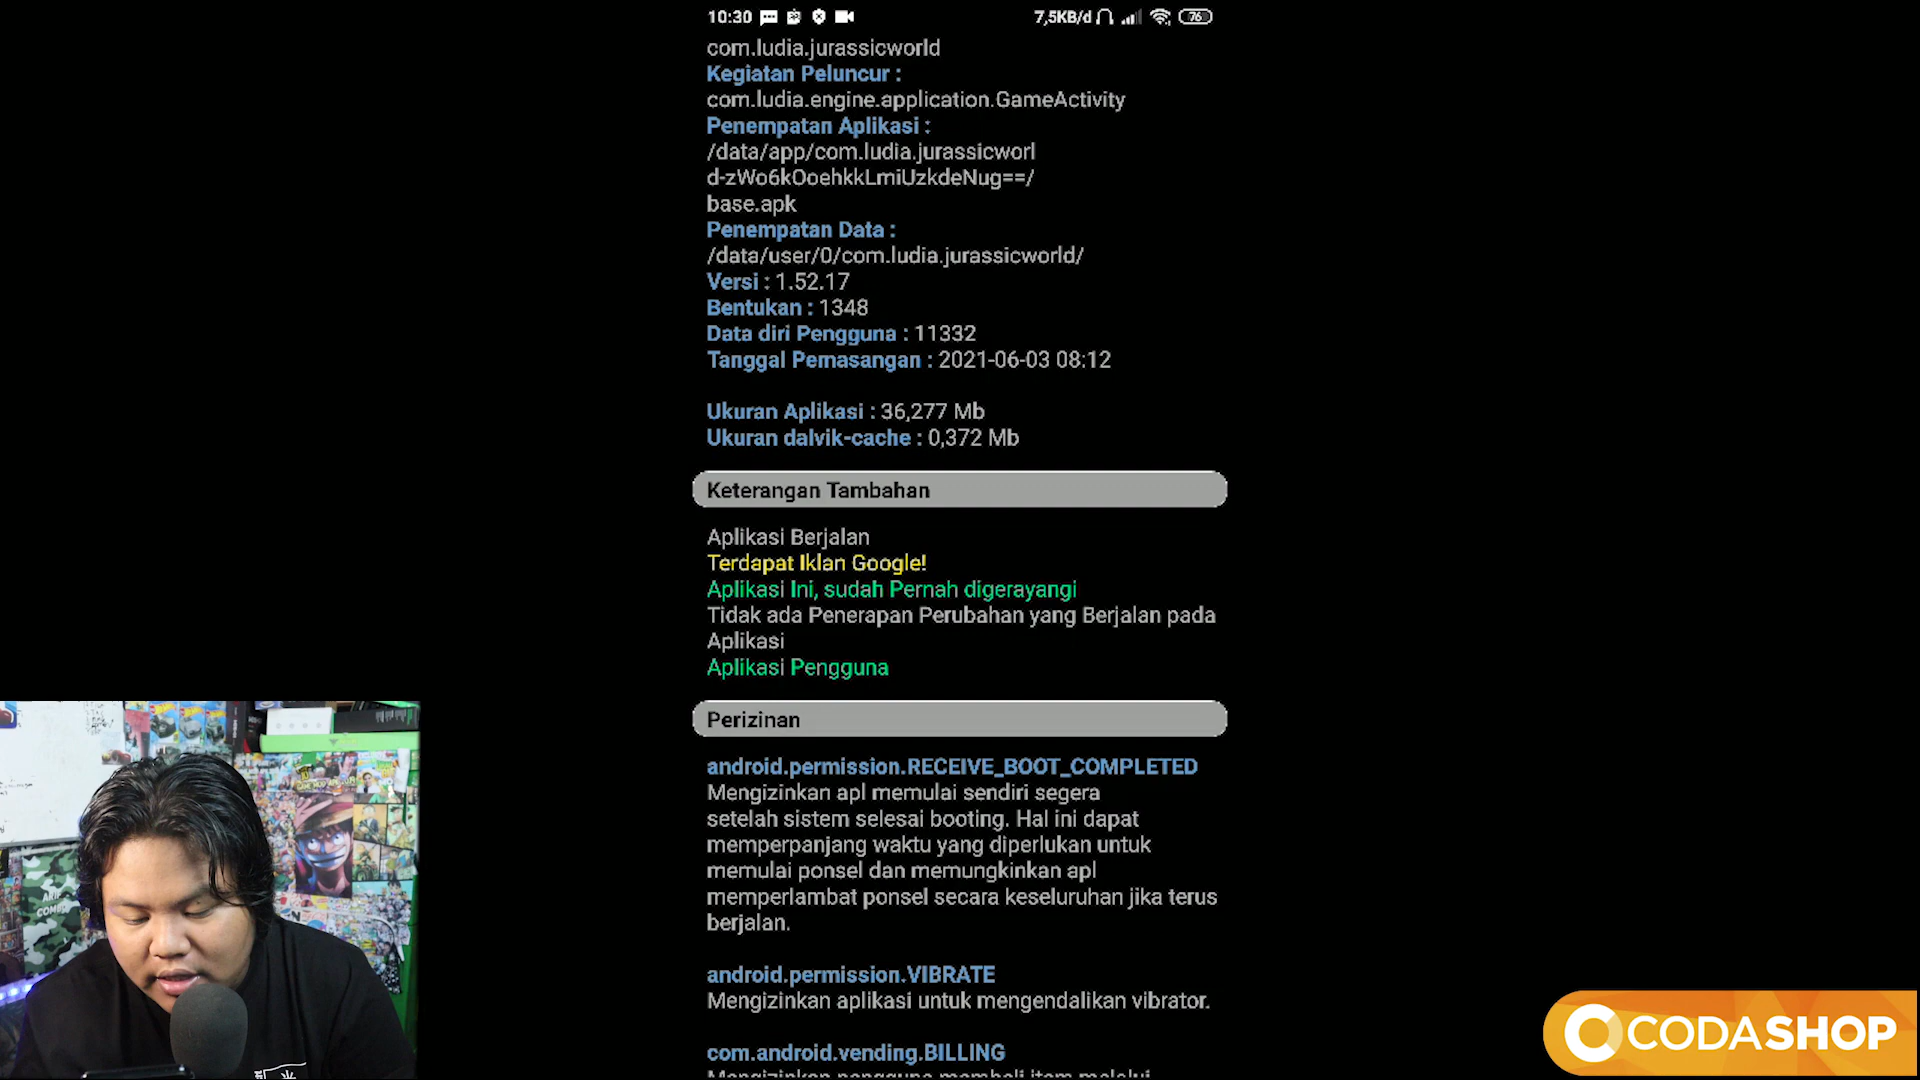 10:30
7,5KB/d
76
com.ludia.jurassicworld
Kegiatan Peluncur :
com.ludia.engine.application.GameActivity
Penempatan Aplikasi :
/data/app/com.ludia.jurassicworl
d-zWo6kOoehkkLmiUzkdeNug==/
base.apk
Penempatan Data :
/data/user/0/com.ludia.jurassicworld/
Versi : 1.52.17
Bentukan : 1348
Data diri Pengguna : 11332
Tanggal Pemasangan : 2021-06-03 08:12
Ukuran Aplikasi : 36,277 Mb
Ukuran dalvik-cache : 0,372 Mb
Keterangan Tambahan
Aplikasi Berjalan
Terdapat Iklan Google!
Aplikasi Ini, sudah Pernah digerayangi
Tidak ada Penerapan Perubahan yang Berjalan pada
Aplikasi
Aplikasi Pengguna
Perizinan
android.permission.RECEIVE_BOOT_COMPLETED
Mengizinkan apl memulai sendiri segera
setelah sistem selesai booting. Hal ini dapat
memperpanjang waktu yang diperlukan untuk
memulai ponsel dan memungkinkan apl
memperlambat ponsel secara keseluruhan jika terus
berjalan.
android.permission.VIBRATE
Mengizinkan aplikasi untuk mengendalikan vibrator.
com.android.vending.BILLING
Mengizinkan pengguna membeli item melalui
CODASHOP